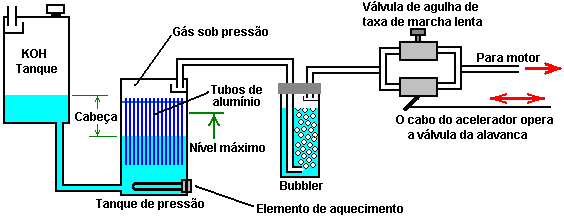 KOH
Tanque
Gás sob pressão
Tubos de
alumínio
Cabeça
Nível máximo
Tanque de pressão
Elemento de aquecimento
Bubbler
Válvula de agulha de
taxa de marcha lenta
Para motor
O cabo do acelerador opera
a válvula da alavanca